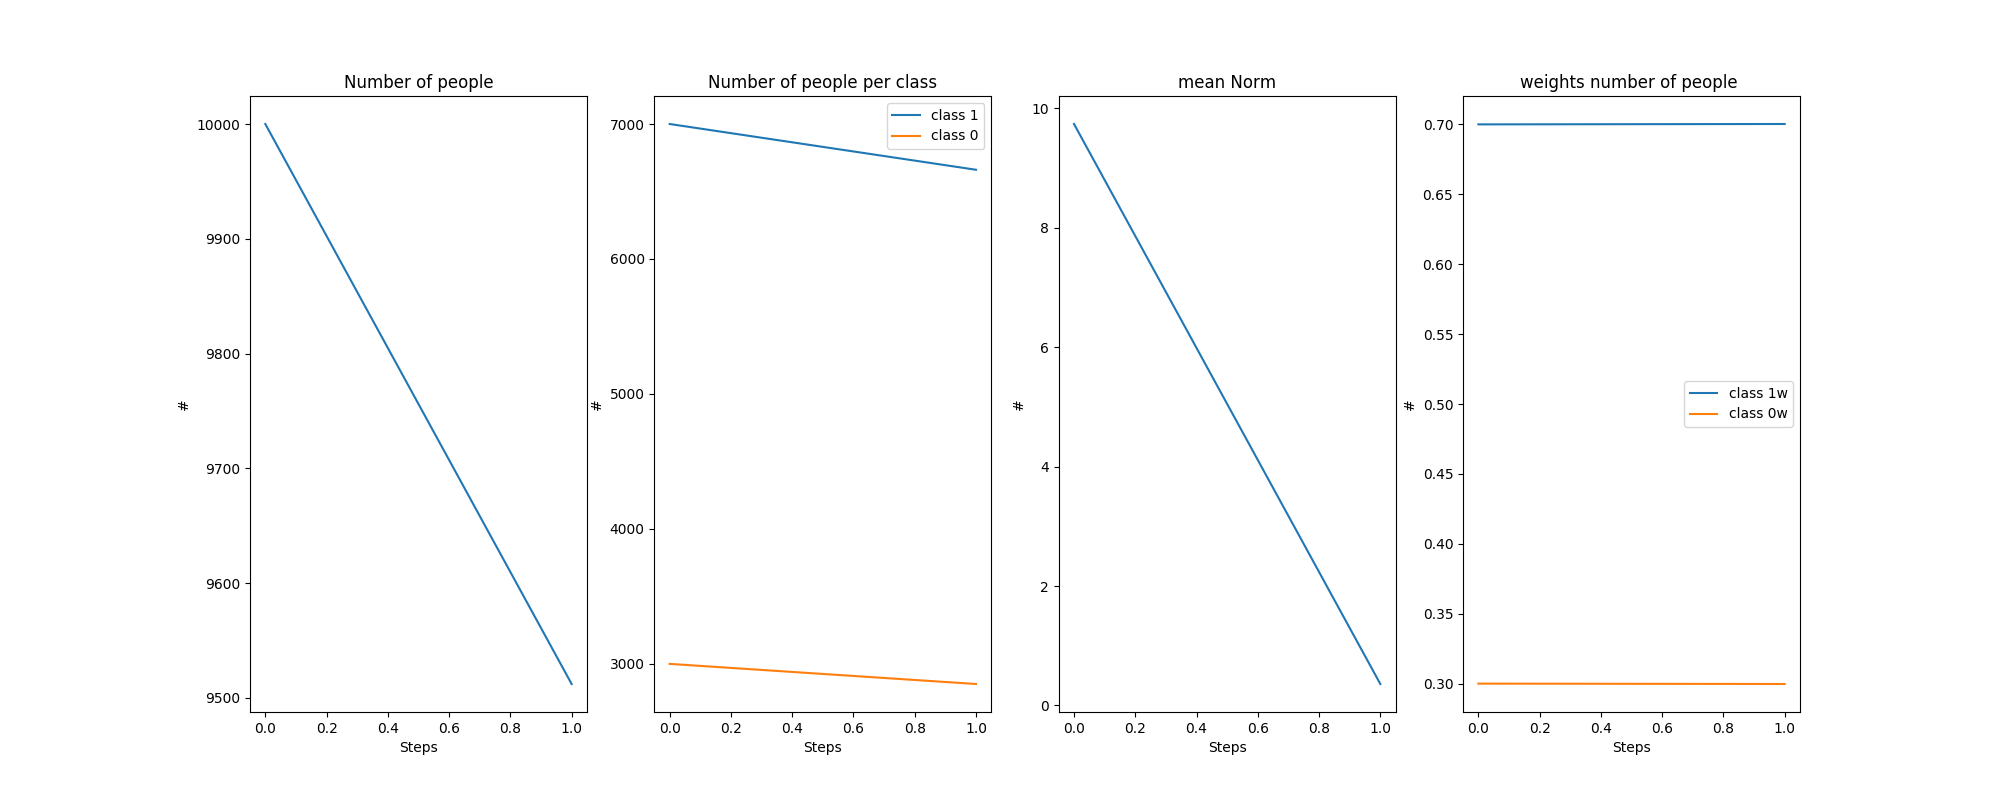 Number of people
10000
9900
9800
9700
9600
9500
#
0.0 0.2 0.4 0.6 0.8 1.0
Steps
Number of people per class
class 1
class 0
7000
6000
5000
4000
3000
#
0.0 0.2 0.4 0.6 0.8 1.0
Steps
mean Norm
10
8
6
4
2
0
#
0.0 0.2 0.4 0.6 0.8 1.0
Steps
weights number of people
0.70
0.65
0.60
0.55
0.50
0.45
0.40
0.35
0.30
#
class 1w
class 0w
0.0 0.2 0.4 0.6 0.8 1.0
Steps